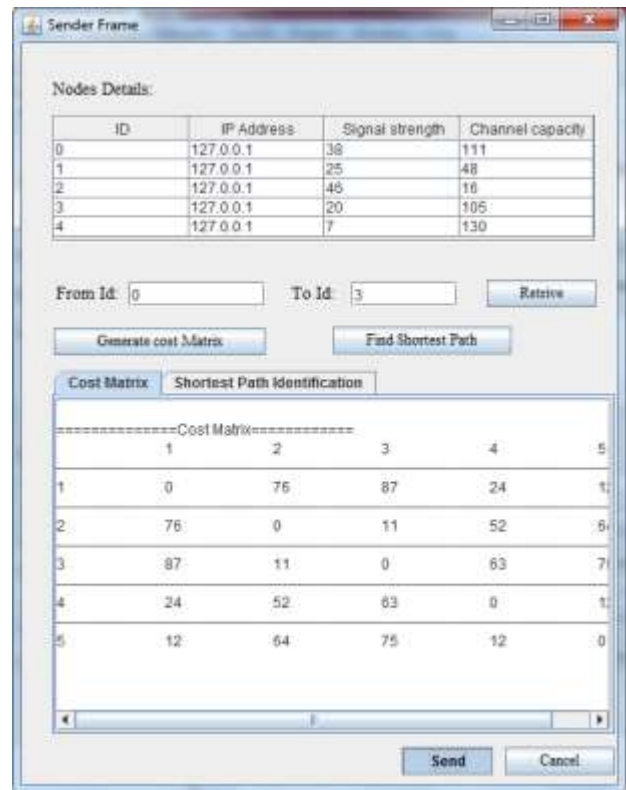 Sender Frame
Nodes Details:
ID IP Address Signal strength Channel capacity
0 127.0.0.1 38 111
1 127.0.0.1 25 48
2 127.0.0.1 46 16
3 127.0.0.1 20 105
4 127.0.0.1 7 130
From Id: 0 To Id: 3 Retrive
Generate cost Matrix Find Shortest Path
Cost Matrix Shortest Path Identification
==============Cost Matrix============
1 2 3 4 5
1 0 76 87 24
2 76 0 11 52
3 87 11 0 63
4 24 52 63 0
5 12 64 75 12 0
Send Cancel